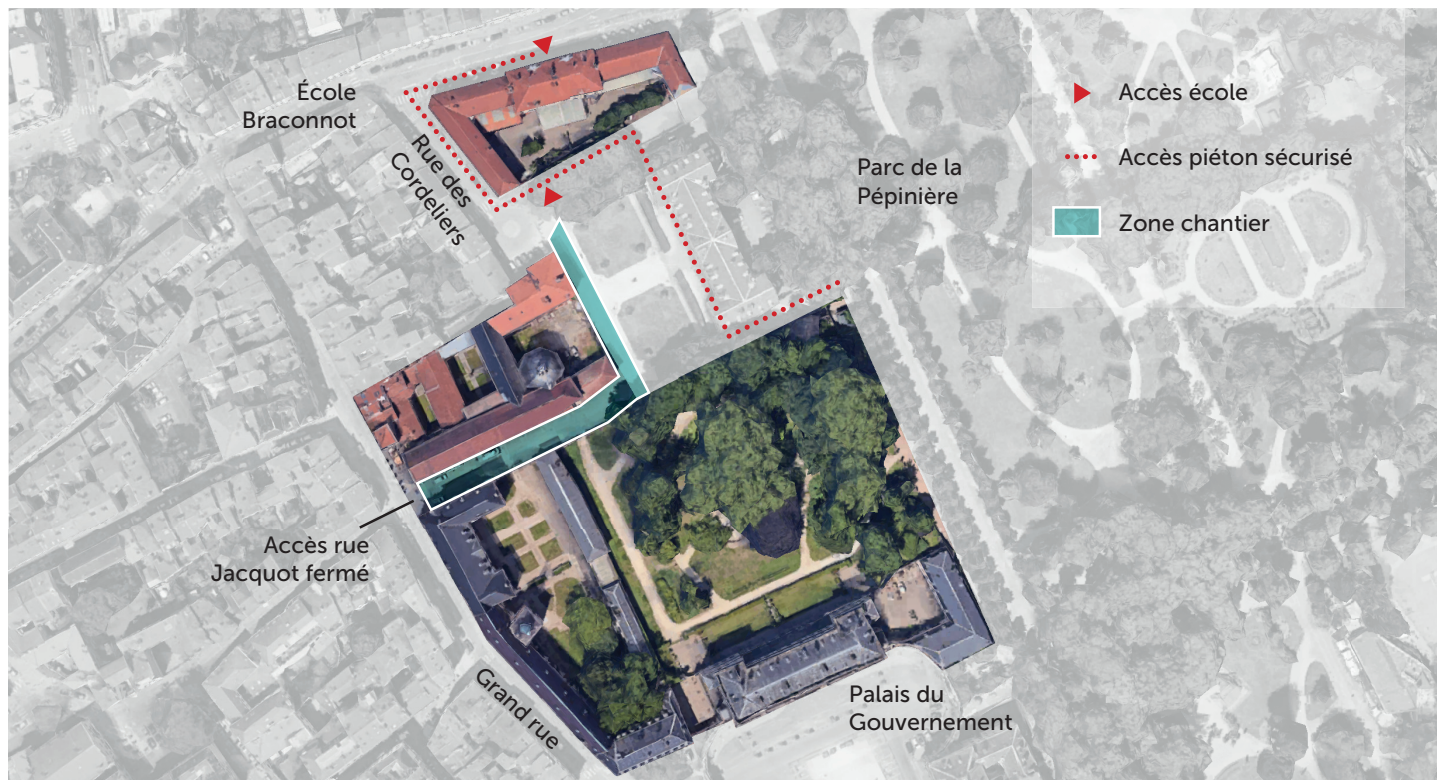 École
Braconnot
Rue des
Cordeliers
Parc de la
Pépinière
Accès école
Accès piéton sécurisé
Zone chantier
Accès rue
Jacquot fermé
Grand rue
Palais du
Gouvernement